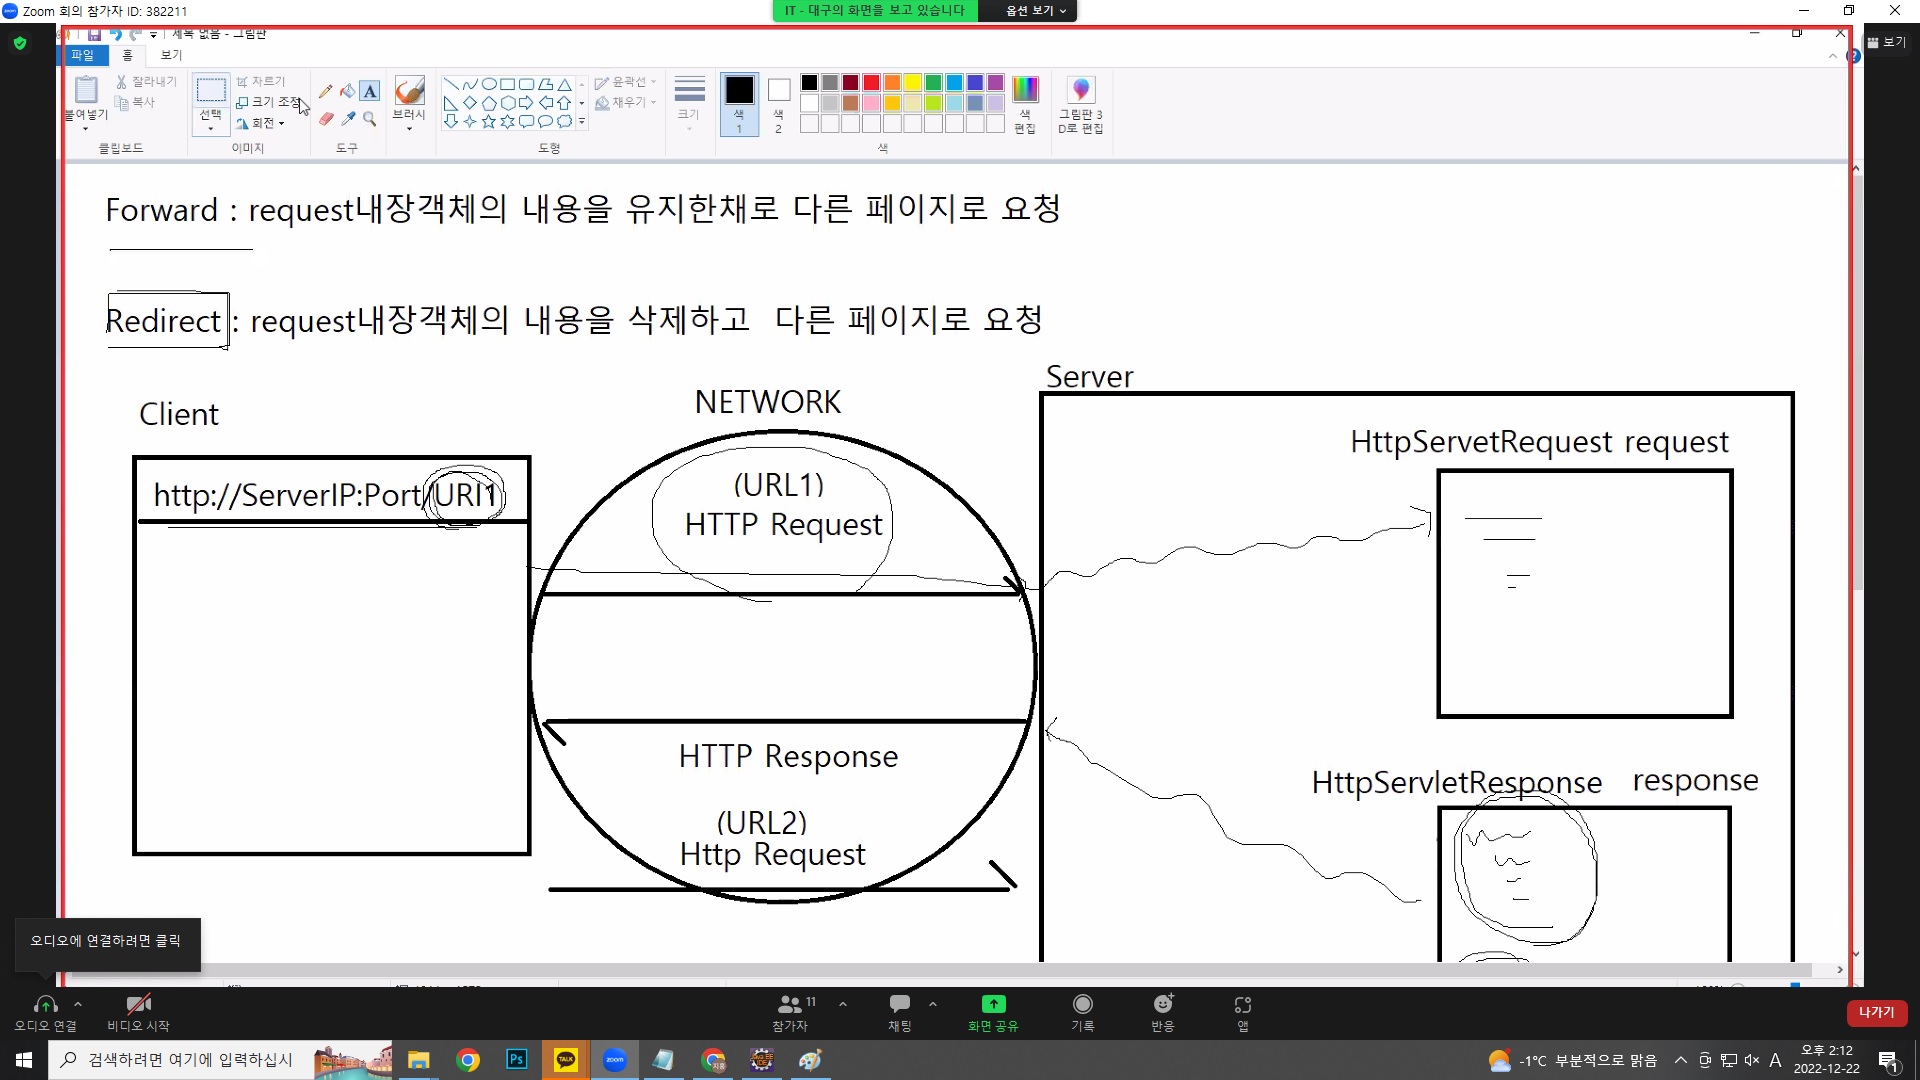 Zoom 회의 참가자 ID: 382211
IT - 대구의 화면을 보고 있습니다
옵션 보기
보기
제목 없음 - 그림판
파일 홈 보기
붙여넣기
잘라내기
복사
클립보드
선택
자르기
크기 조정
회전
이미지
도구
브러시
도형
윤곽선
채우기
크기
색 1
색 2
색 편집
색
그림판 3D로 편집
Forward : request내장객체의 내용을 유지한채로 다른 페이지로 요청
Redirect : request내장객체의 내용을 삭제하고 다른 페이지로 요청
Client
NETWORK
Server
http://ServerIP:Port/URI1
(URL1)
HTTP Request
HttpServetRequest request
HTTP Response
(URL2)
Http Request
HttpServletResponse response
오디오에 연결하려면 클릭
오디오 연결
비디오 시작
11
참가자
채팅
화면 공유
기록
반응
앱
나가기
검색하려면 여기에 입력하십시
Ps
TALK
zoom
-1°C 부분적으로 맑음
A
오후 2:12
2022-12-22
1